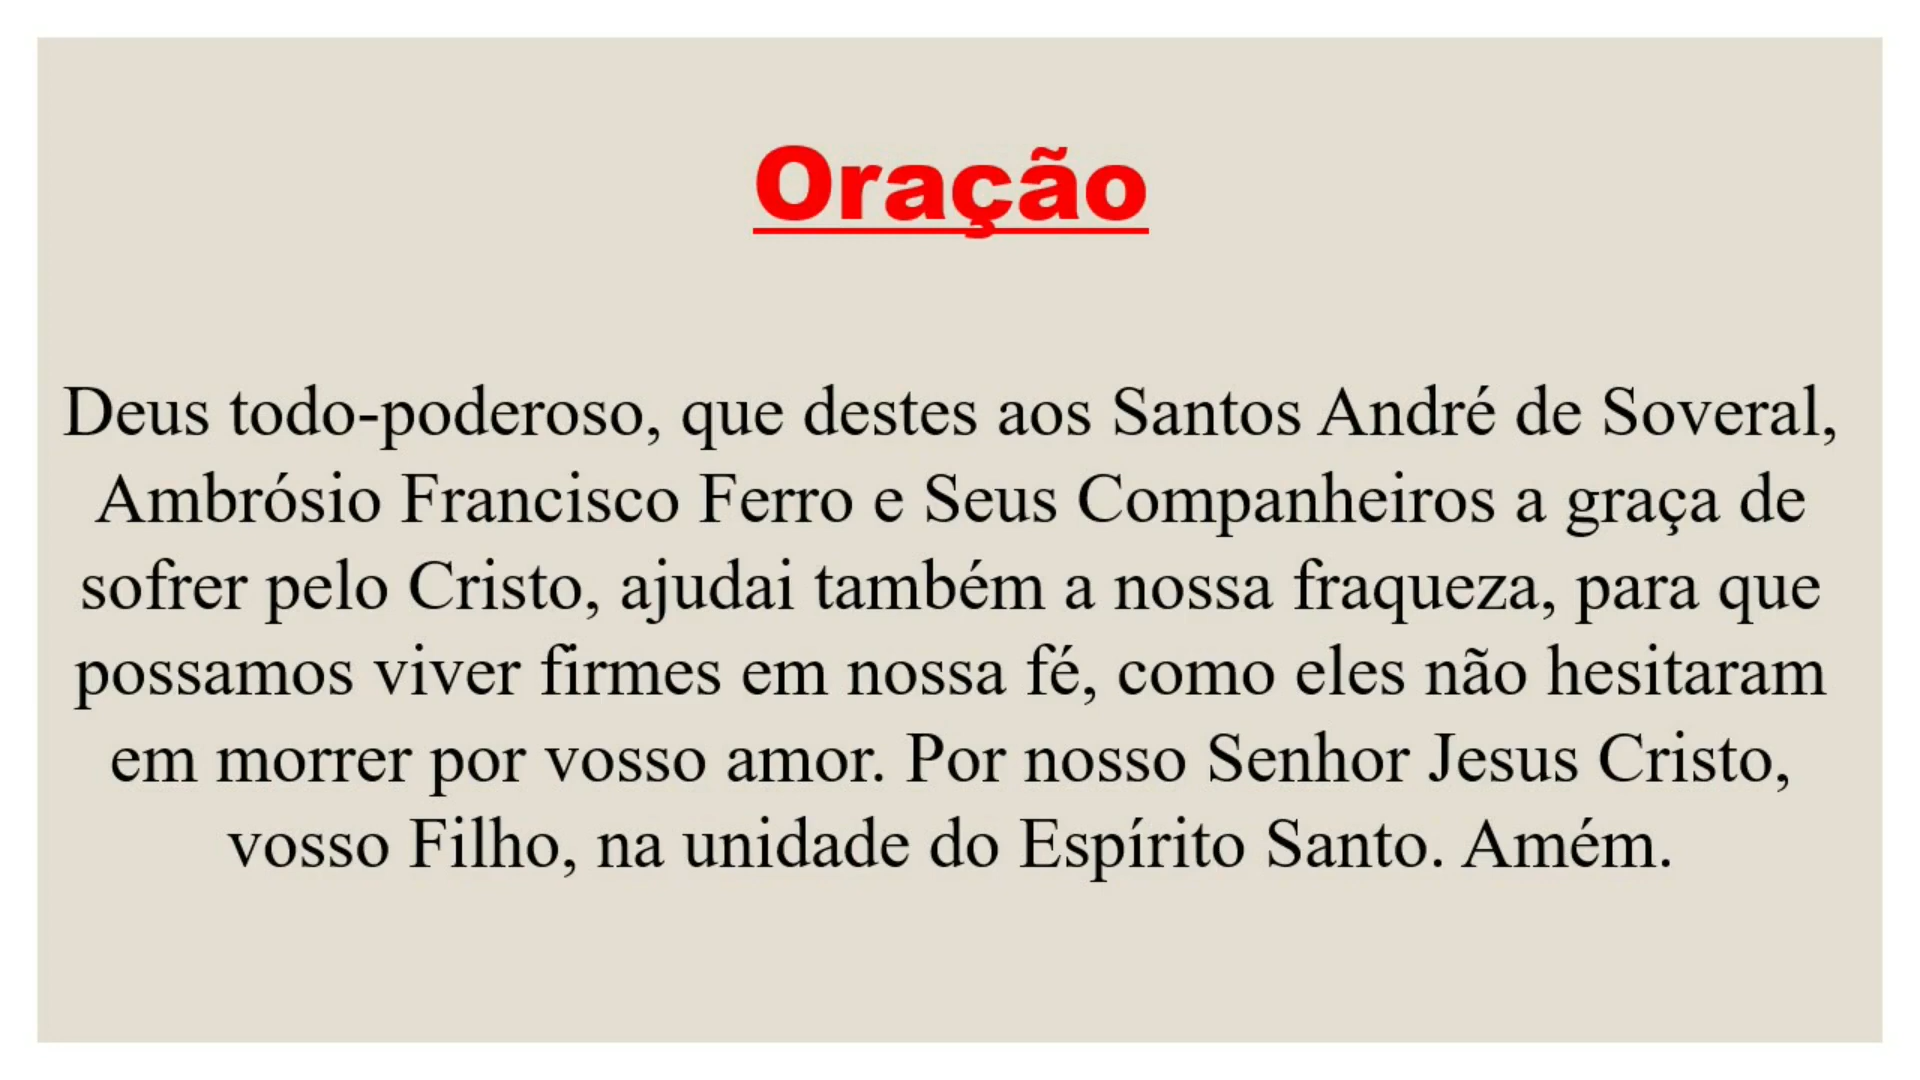 Oração
Deus todo-poderoso, que destes aos Santos André de Soveral,
Ambrósio Francisco Ferro e Seus Companheiros a graça de
sofrer pelo Cristo, ajudai também a nossa fraqueza, para que
possamos viver firmes em nossa fé, como eles não hesitaram
em morrer por vosso amor. Por nosso Senhor Jesus Cristo,
vosso Filho, na unidade do Espírito Santo. Amém.